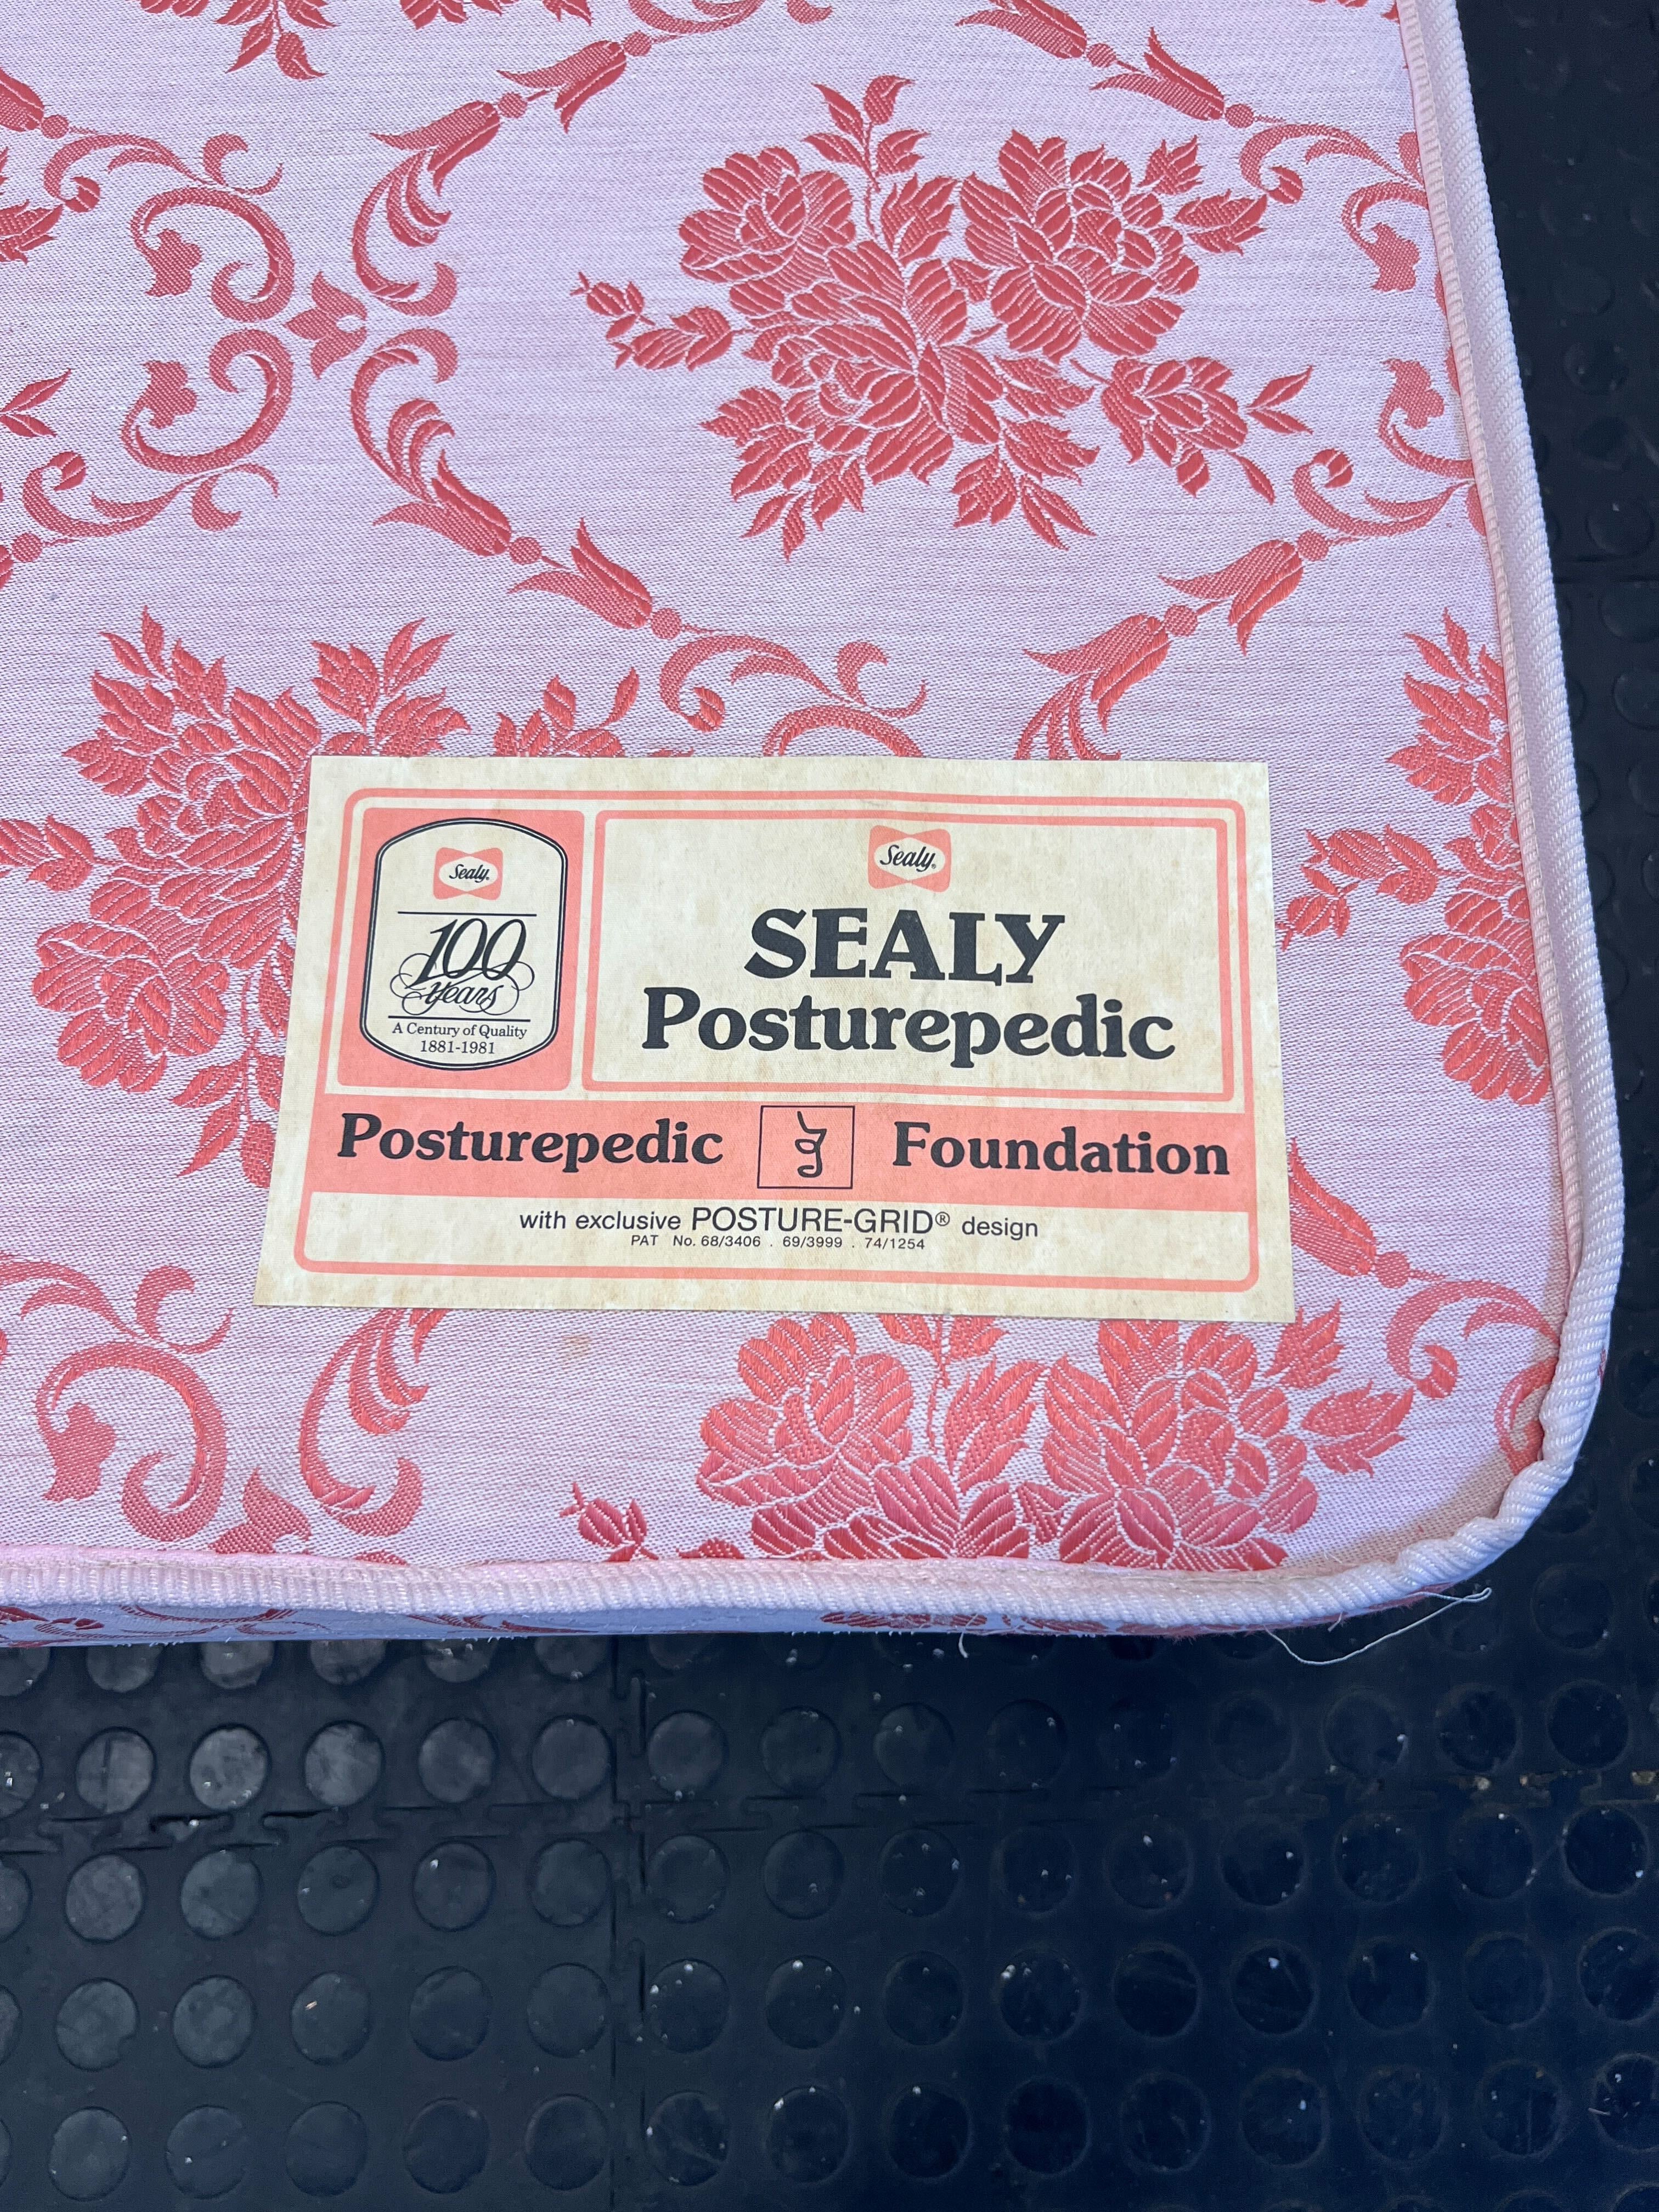 Sealy.
100
Years
A Century of Quality
1881-1981
Sealy®
SEALY
Posturepedic
Posturepedic Foundation
with exclusive POSTURE-GRID® design
PAT No. 68/3406 . 69/3999 . 74/1254